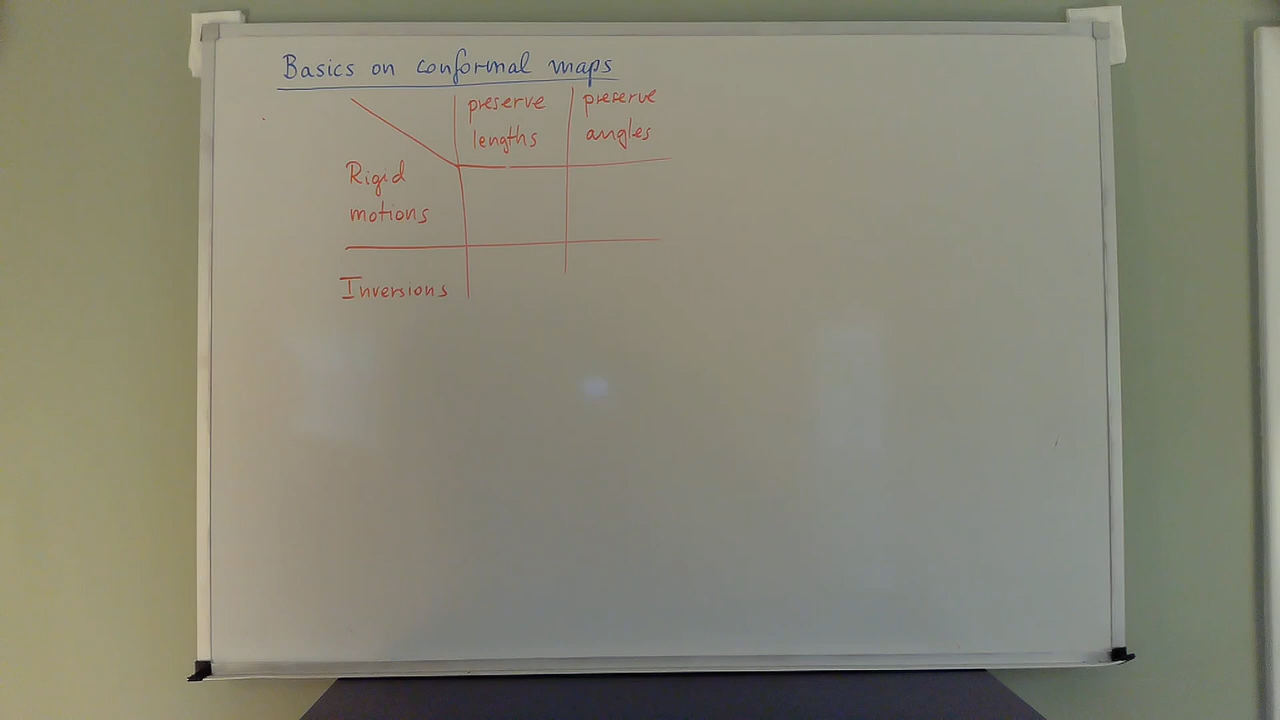 Basics on conformal maps
preserve preserve
lengths angles
Rigid
motions
Inversions